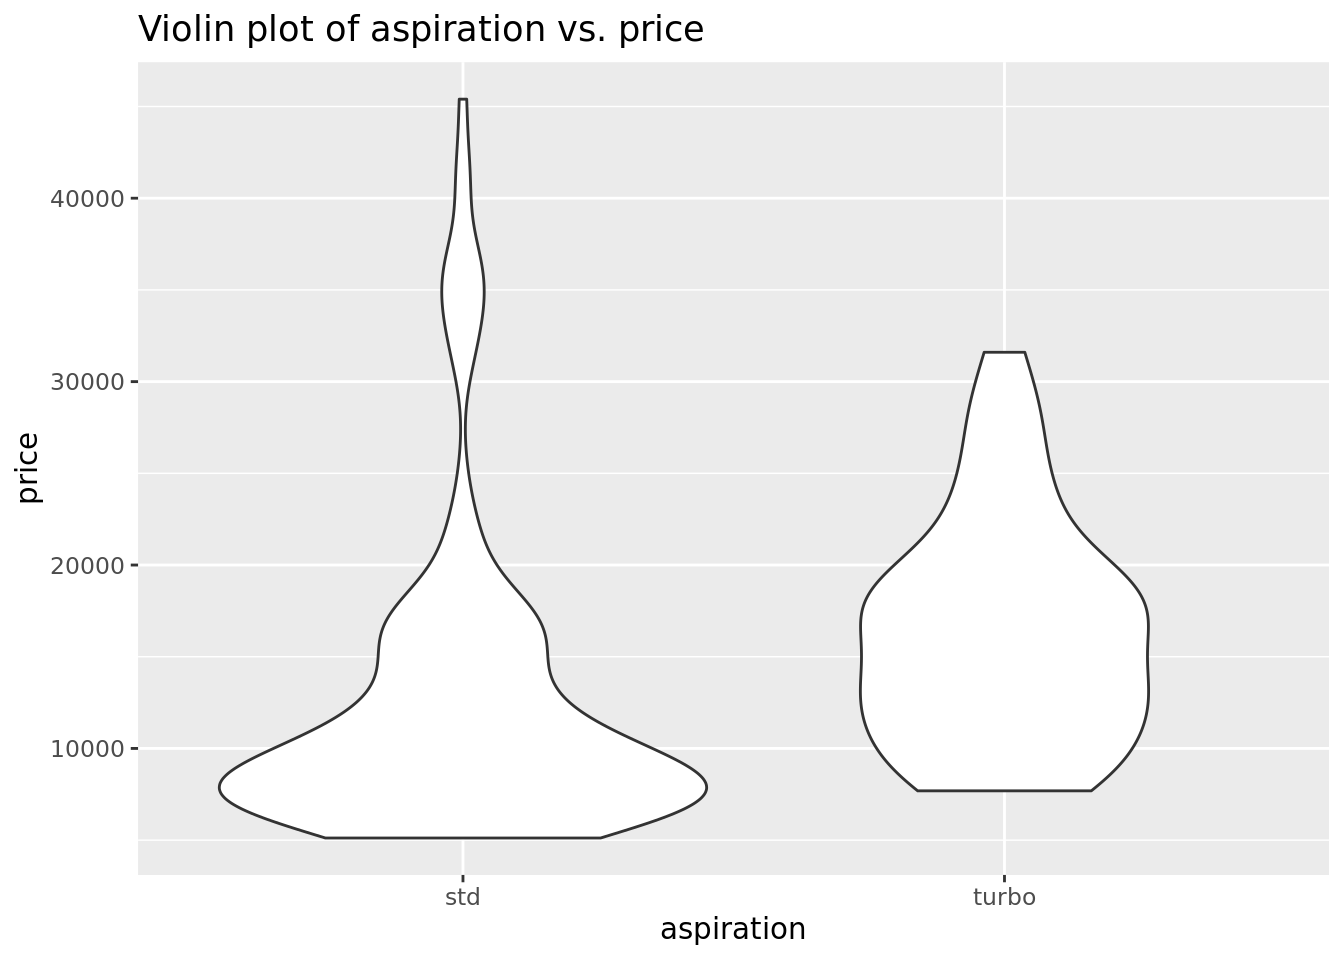 Violin plot of aspiration vs. price
40000
30000
20000
10000
price
std turbo
aspiration